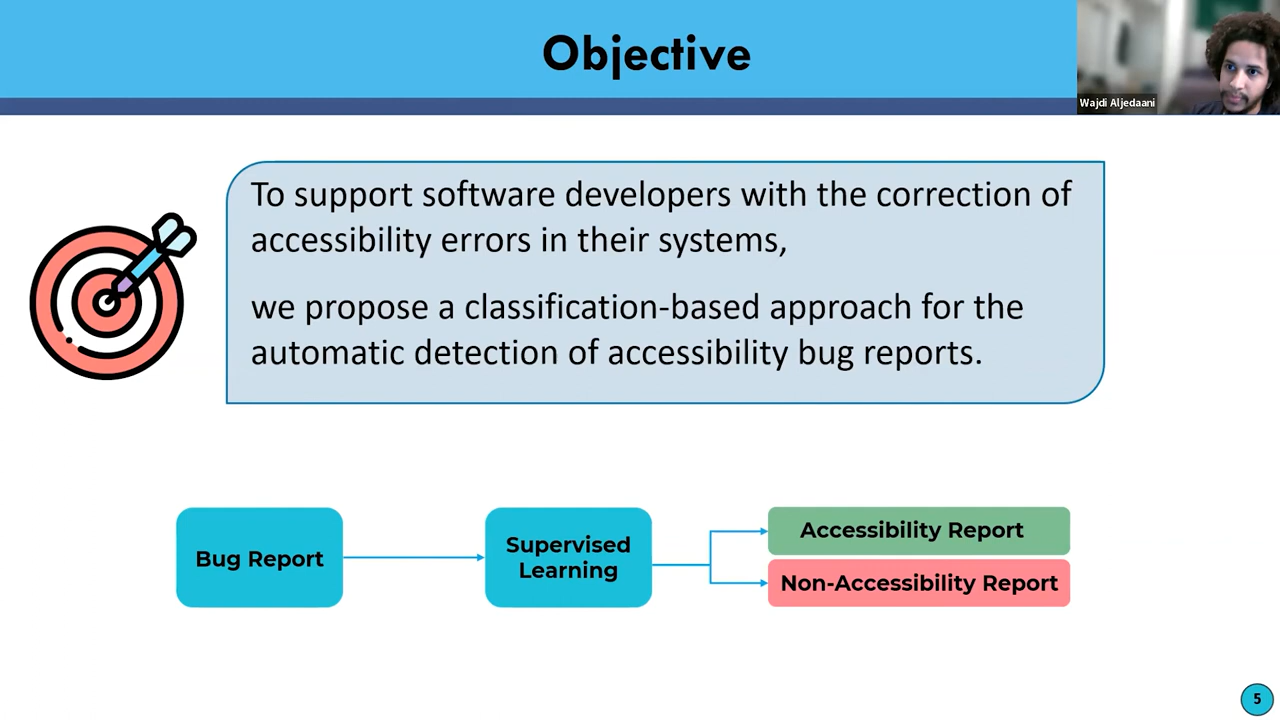 Objective
Wajdi Aljedaani
To support software developers with the correction of
accessibility errors in their systems,
we propose a classification-based approach for the
automatic detection of accessibility bug reports.
Bug Report
Supervised
Learning
Accessibility Report
Non-Accessibility Report
5